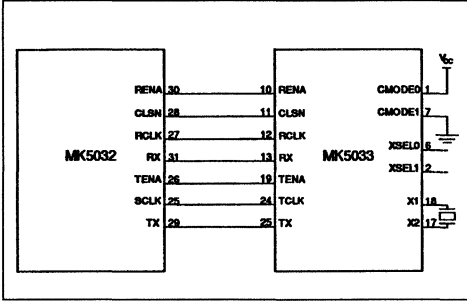 VCC
RENA 30 10 RENA CMODE0 1
CLSN 28 11 CLSN CMODE1 7
RCLK 27 12 RCLK XSEL0 6
MK5032 RX 31 13 RX MK5033 XSEL1 2
TENA 26 19 TENA
SCLK 25 24 TCLK X1 18
TX 29 25 TX X2 17